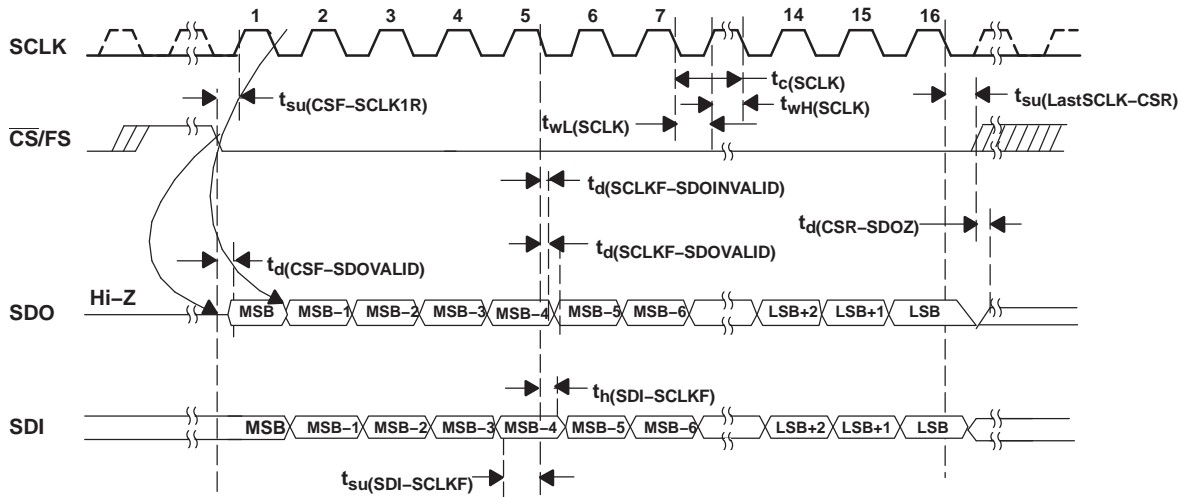 1 2 3 4 5 6 7 14 15 16
SCLK
tsu(CSF–SCLK1R)
tc(SCLK)
twH(SCLK)
twL(SCLK)
tsu(LastSCLK–CSR)
CS/FS
td(SCLKF–SDOINVALID)
td(CSR–SDOZ)
td(SCLKF–SDOVALID)
td(CSF–SDOVALID)
Hi–Z
SDO MSB MSB–1 MSB–2 MSB–3 MSB–4 MSB–5 MSB–6 LSB+2 LSB+1 LSB
th(SDI–SCLKF)
SDI MSB MSB–1 MSB–2 MSB–3 MSB–4 MSB–5 MSB–6 LSB+2 LSB+1 LSB
tsu(SDI–SCLKF)